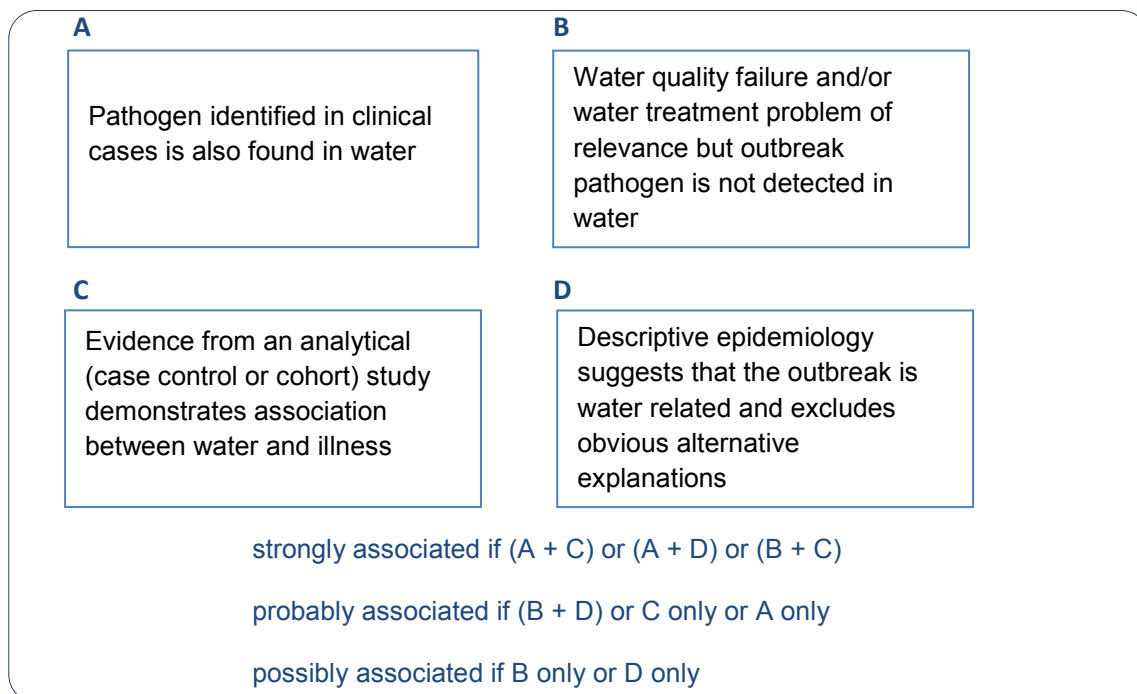 A
Pathogen identified in clinical
cases is also found in water
B
Water quality failure and/or
water treatment problem of
relevance but outbreak
pathogen is not detected in
water
C
Evidence from an analytical
(case control or cohort) study
demonstrates association
between water and illness
D
Descriptive epidemiology
suggests that the outbreak is
water related and excludes
obvious alternative
explanations
strongly associated if (A + C) or (A + D) or (B + C)
probably associated if (B + D) or C only or A only
possibly associated if B only or D only